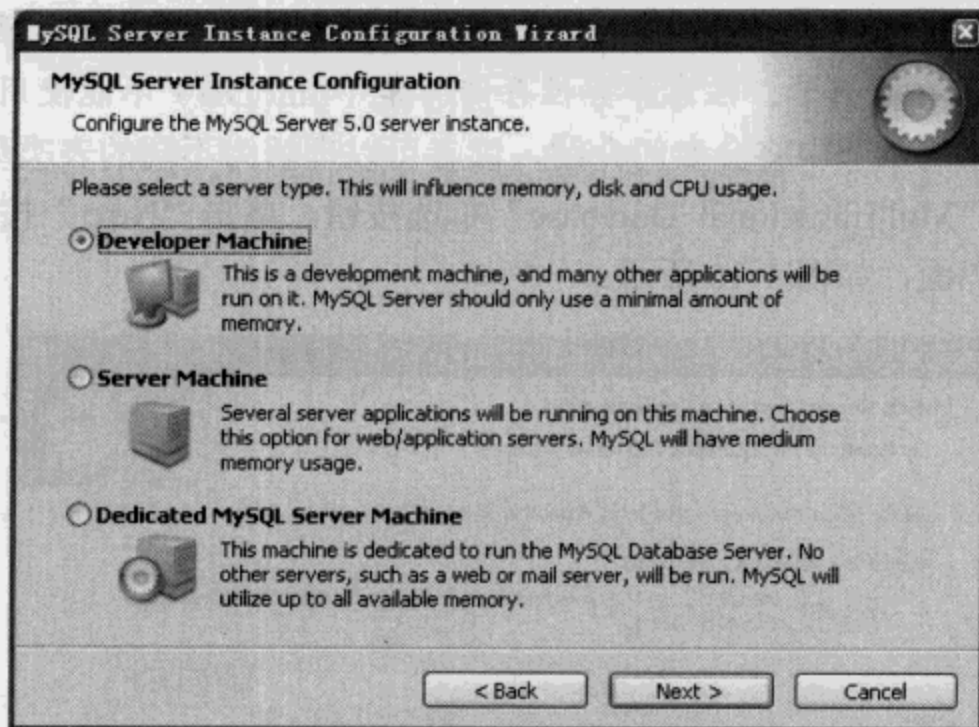 MySQL Server Instance Configuration Wizard
MySQL Server Instance Configuration
Configure the MySQL Server 5.0 server instance.
Please select a server type. This will influence memory, disk and CPU usage.
Developer Machine
This is a development machine, and many other applications will be
run on it. MySQL Server should only use a minimal amount of
memory.
Server Machine
Several server applications will be running on this machine. Choose
this option for web/application servers. MySQL will have medium
memory usage.
Dedicated MySQL Server Machine
This machine is dedicated to run the MySQL Database Server. No
other servers, such as a web or mail server, will be run. MySQL will
utilize up to all available memory.
< Back
Next >
Cancel